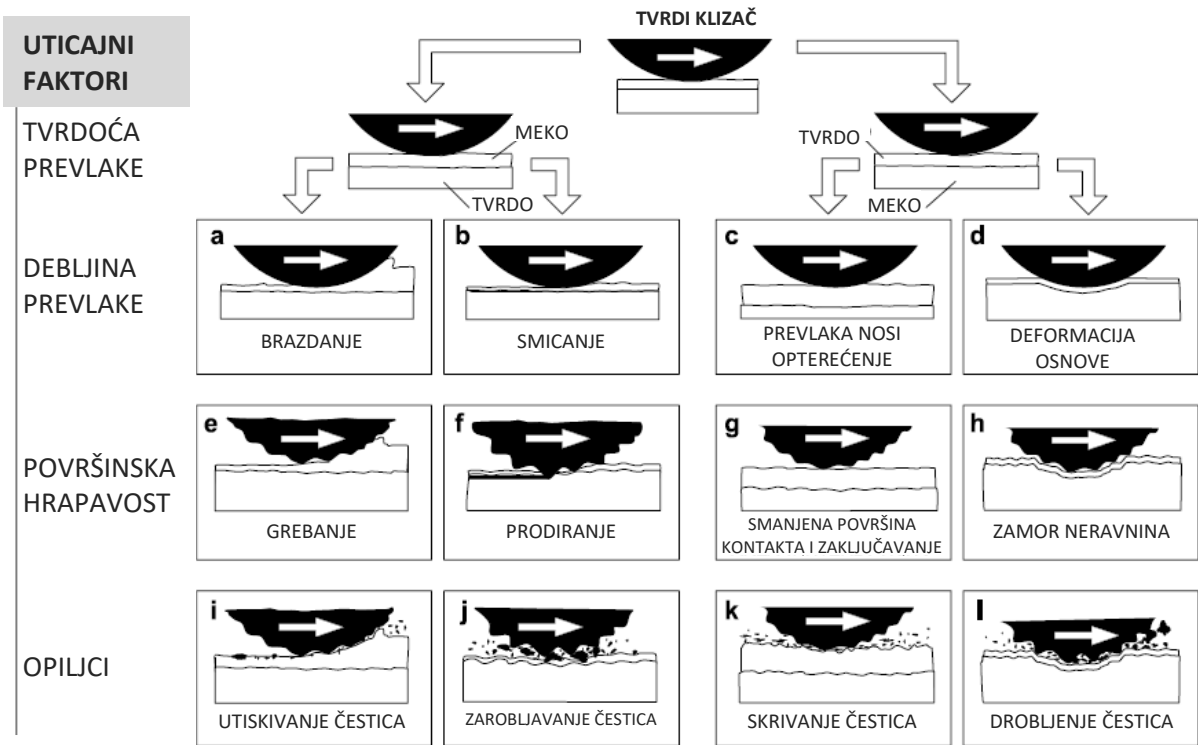 TVRDI KLIZAČ
UTICAJNI
FAKTORI
TVRDOĆA
PREVLAKE
MEKO
TVRDO
TVRDO
MEKO
DEBLJINA
PREVLAKE
a
BRAZDANJE
b
SMICANJE
c
PREVLAKA NOSI
OPTEREĆENJE
d
DEFORMACIJA
OSNOVE
POVRŠINSKA
HRAPAVOST
e
GREBANJE
f
PRODIRANJE
g
SMANJENA POVRŠINA
KONTAKTA I ZAKLJUČAVANJE
h
ZAMOR NERAVNINA
OPILJCI
i
UTISKIVANJE ČESTICA
j
ZAROBLJAVANJE ČESTICA
k
SKRIVANJE ČESTICA
l
DROBLJENJE ČESTICA